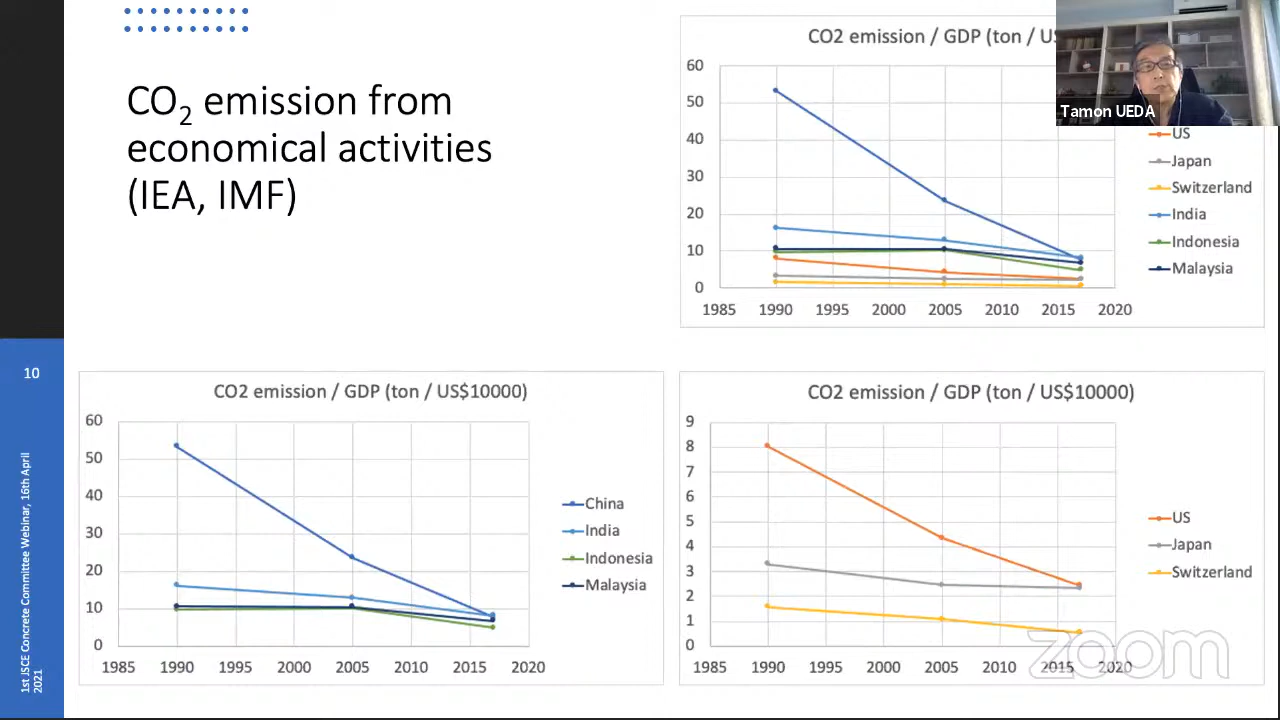 CO2 emission from
economical activities
(IEA, IMF)
CO2 emission / GDP (ton / US
60
50
40
30
20
10
0
1985 1990 1995 2000 2005 2010 2015 2020
US
Japan
Switzerland
India
Indonesia
Malaysia
Tamon UEDA
10
1st JSCE Concrete Committee Webinar, 16th April
2021
CO2 emission / GDP (ton / US$10000)
60
50
40
30
20
10
0
1985 1990 1995 2000 2005 2010 2015 2020
China
India
Indonesia
Malaysia
CO2 emission / GDP (ton / US$10000)
9
8
7
6
5
4
3
2
1
0
1985 1990 1995 2000 2005 2010 2015 2020
US
Japan
Switzerland
zoom